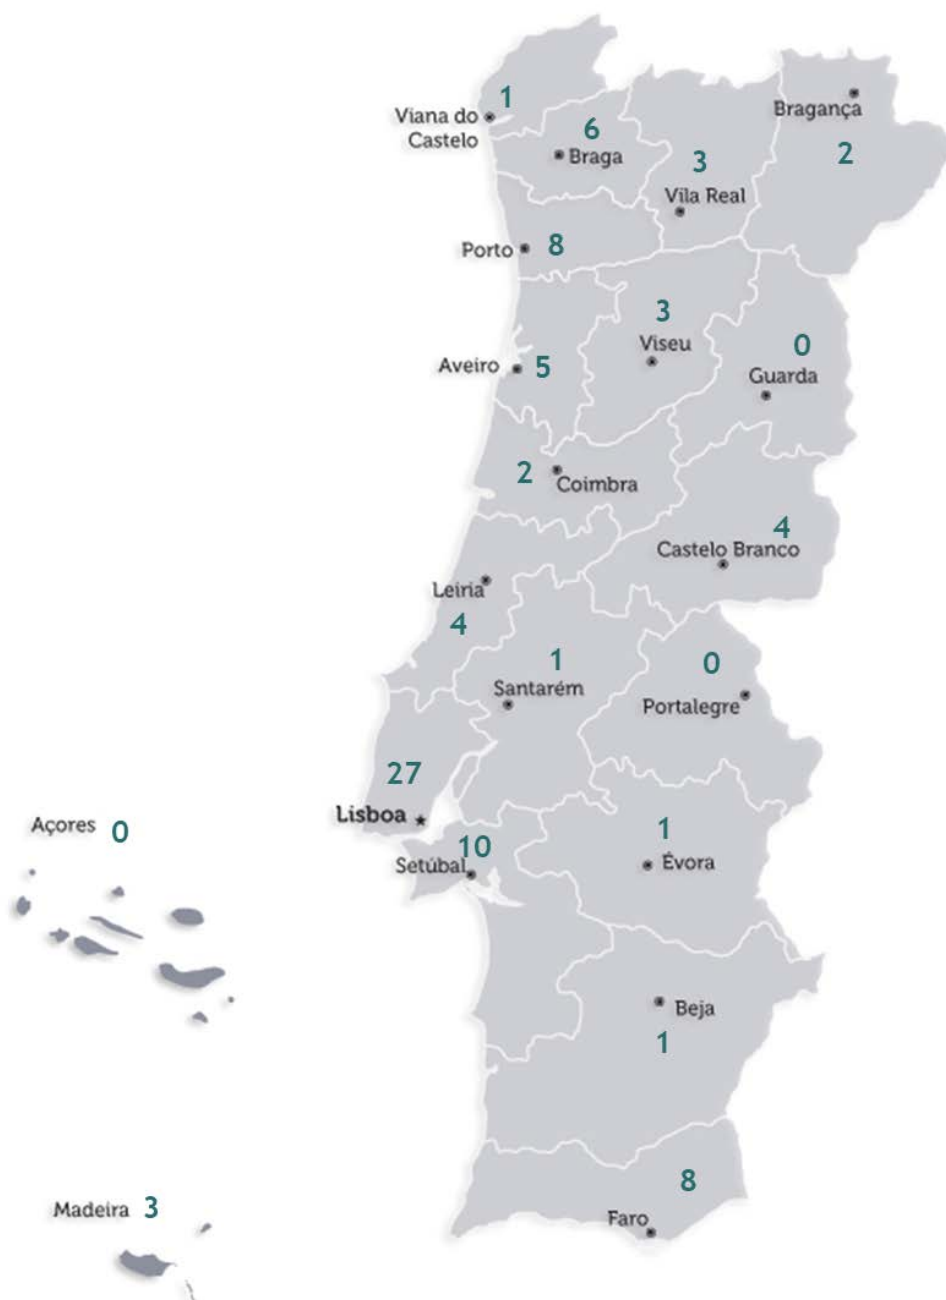 1
Viana do
Castelo
6
Braga
Bragança
2
3
Vila Real
Porto
8
3
Viseu
0
Guarda
Aveiro
5
2
Coimbra
4
Castelo Branco
Leiria
4
1
Santarém
0
Portalegre
27
Lisboa
Açores 0
10
Setúbal
1
Évora
Beja
1
8
Faro
Madeira 3